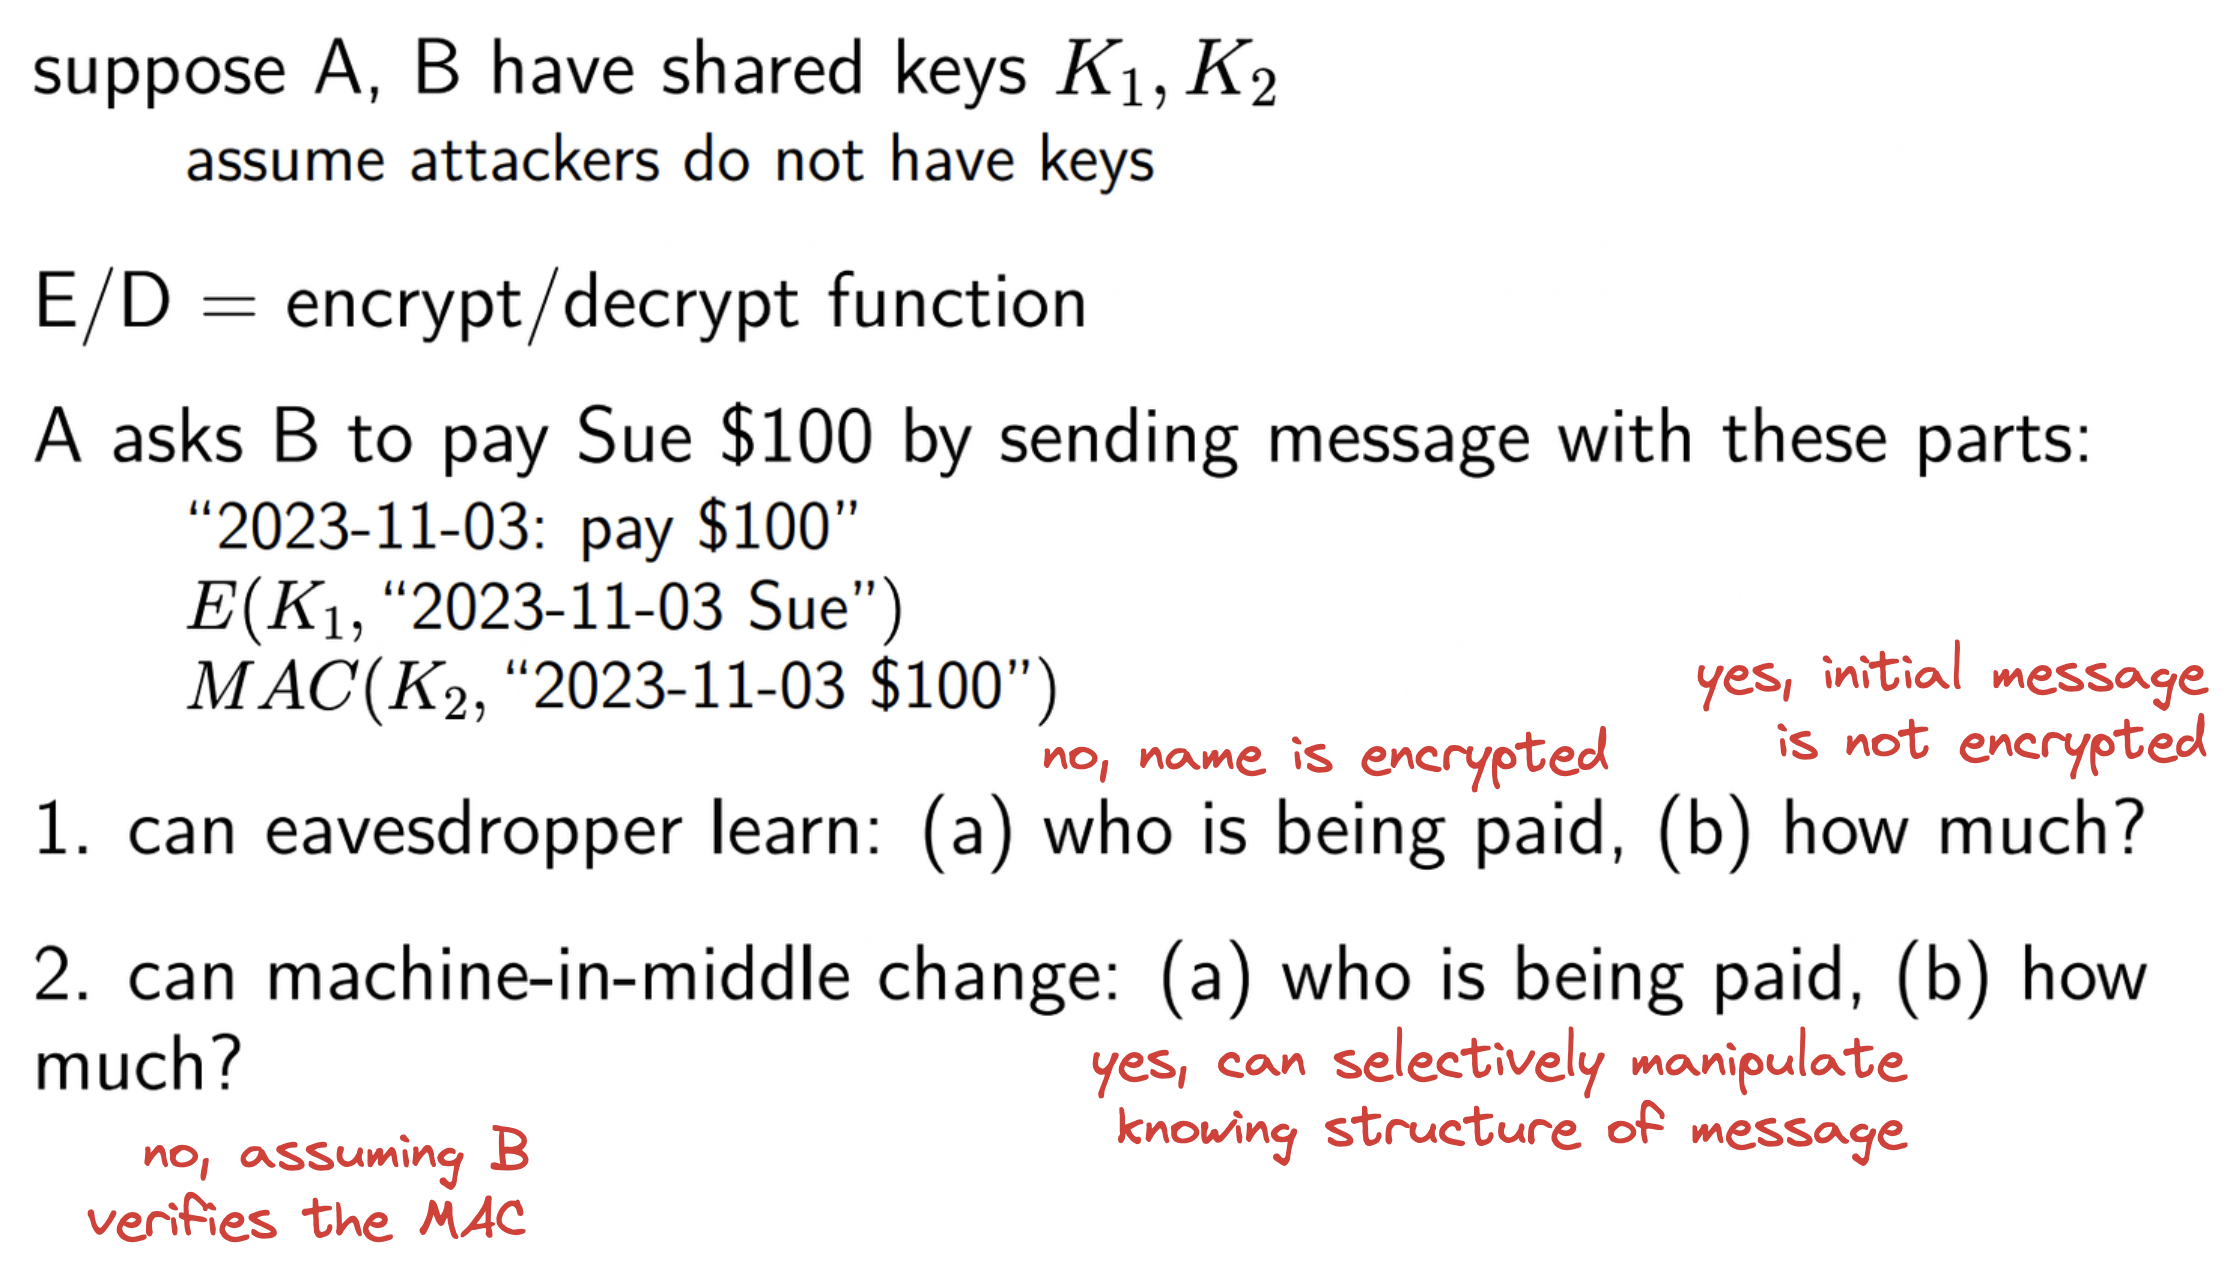 suppose A, B have shared keys K₁, K₂
assume attackers do not have keys
E/D = encrypt/decrypt function
A asks B to pay Sue $100 by sending message with these parts:
“2023-11-03: pay $100”
E(K₁, “2023-11-03 Sue”)
MAC(K₂, “2023-11-03 $100”)
yes, initial message
is not encrypted
no, name is encrypted
1. can eavesdropper learn: (a) who is being paid, (b) how much?
2. can machine-in-middle change: (a) who is being paid, (b) how
much?
yes, can selectively manipulate
knowing structure of message
no, assuming B
verifies the MAC